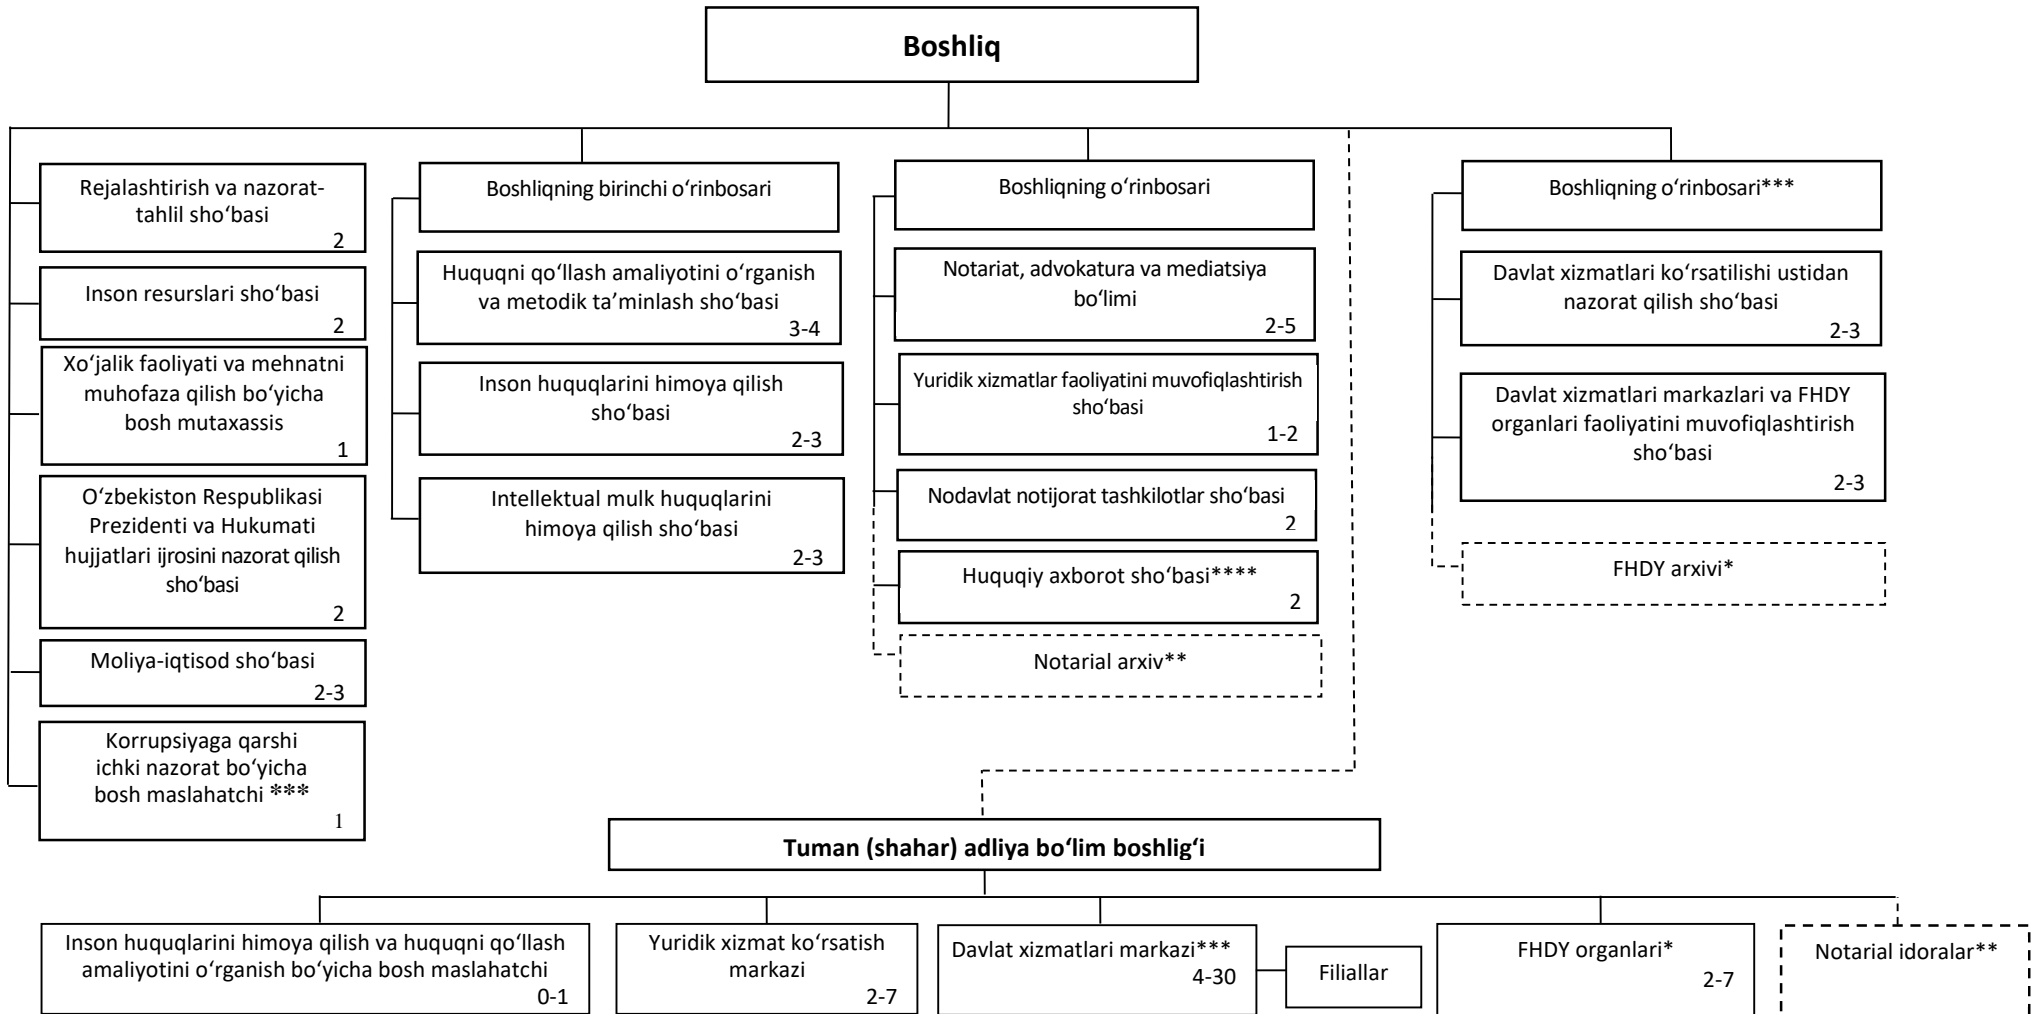 Boshliq
Rejalashtirish va nazorat-
tahlil sho‘basi
2
Inson resurslari sho‘basi
2
Xo‘jalik faoliyati va mehnatni
muhofaza qilish bo‘yicha
bosh mutaxassis
1
O‘zbekiston Respublikasi
Prezidenti va Hukumati
hujjatlari ijrosini nazorat qilish
sho‘basi
2
Moliya-iqtisod sho‘basi
2-3
Korrupsiyaga qarshi
ichki nazorat bo‘yicha
bosh maslahatchi ***
1
Boshliqning birinchi o‘rinbosari
Huquqni qo‘llash amaliyotini o‘rganish
va metodik ta’minlash sho‘basi
3-4
Inson huquqlarini himoya qilish
sho‘basi
2-3
Intellektual mulk huquqlarini
himoya qilish sho‘basi
2-3
Boshliqning o‘rinbosari
Notariat, advokatura va mediatsiya
bo‘limi
2-5
Yuridik xizmatlar faoliyatini muvofiqlashtirish
sho‘basi
1-2
Nodavlat notijorat tashkilotlar sho‘basi
2
Huquqiy axborot sho‘basi****
2
Notarial arxiv**
Boshliqning o‘rinbosari***
Davlat xizmatlari ko‘rsatilishi ustidan
nazorat qilish sho‘basi
2-3
Davlat xizmatlari markazlari va FHDY
organlari faoliyatini muvofiqlashtirish
sho‘basi
2-3
FHDY arxivi*
Tuman (shahar) adliya bo‘lim boshlig‘i
Inson huquqlarini himoya qilish va huquqni qo‘llash
amaliyotini o‘rganish bo‘yicha bosh maslahatchi
0-1
Yuridik xizmat ko‘rsatish
markazi
2-7
Davlat xizmatlari markazi***
4-30
Filiallar
FHDY organlari*
2-7
Notarial idoralar**